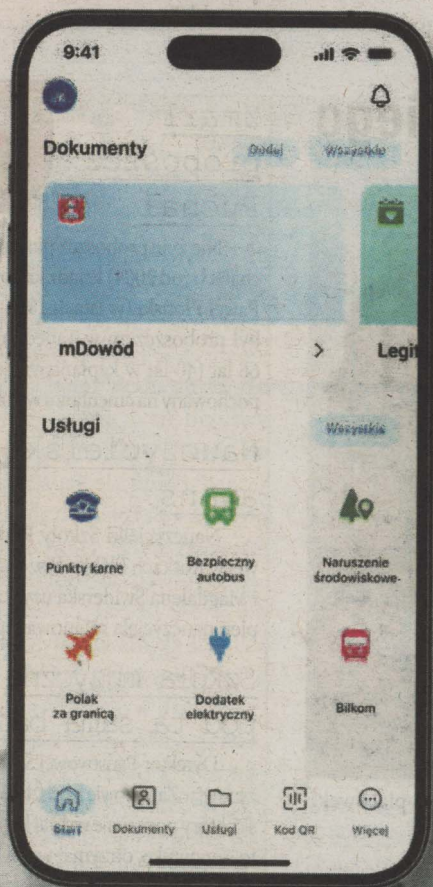 9:41
Dokumenty
Dodaj
Wszystkie
mDowód
Legit
Usługi
Wszystkie
Punkty karne
Bezpieczny
autobus
Naruszenie
środowiskowe-
Polak
za granicą
Dodatek
elektryczny
Bilkom
Start
Dokumenty
Usługi
Kod QR
Więcej